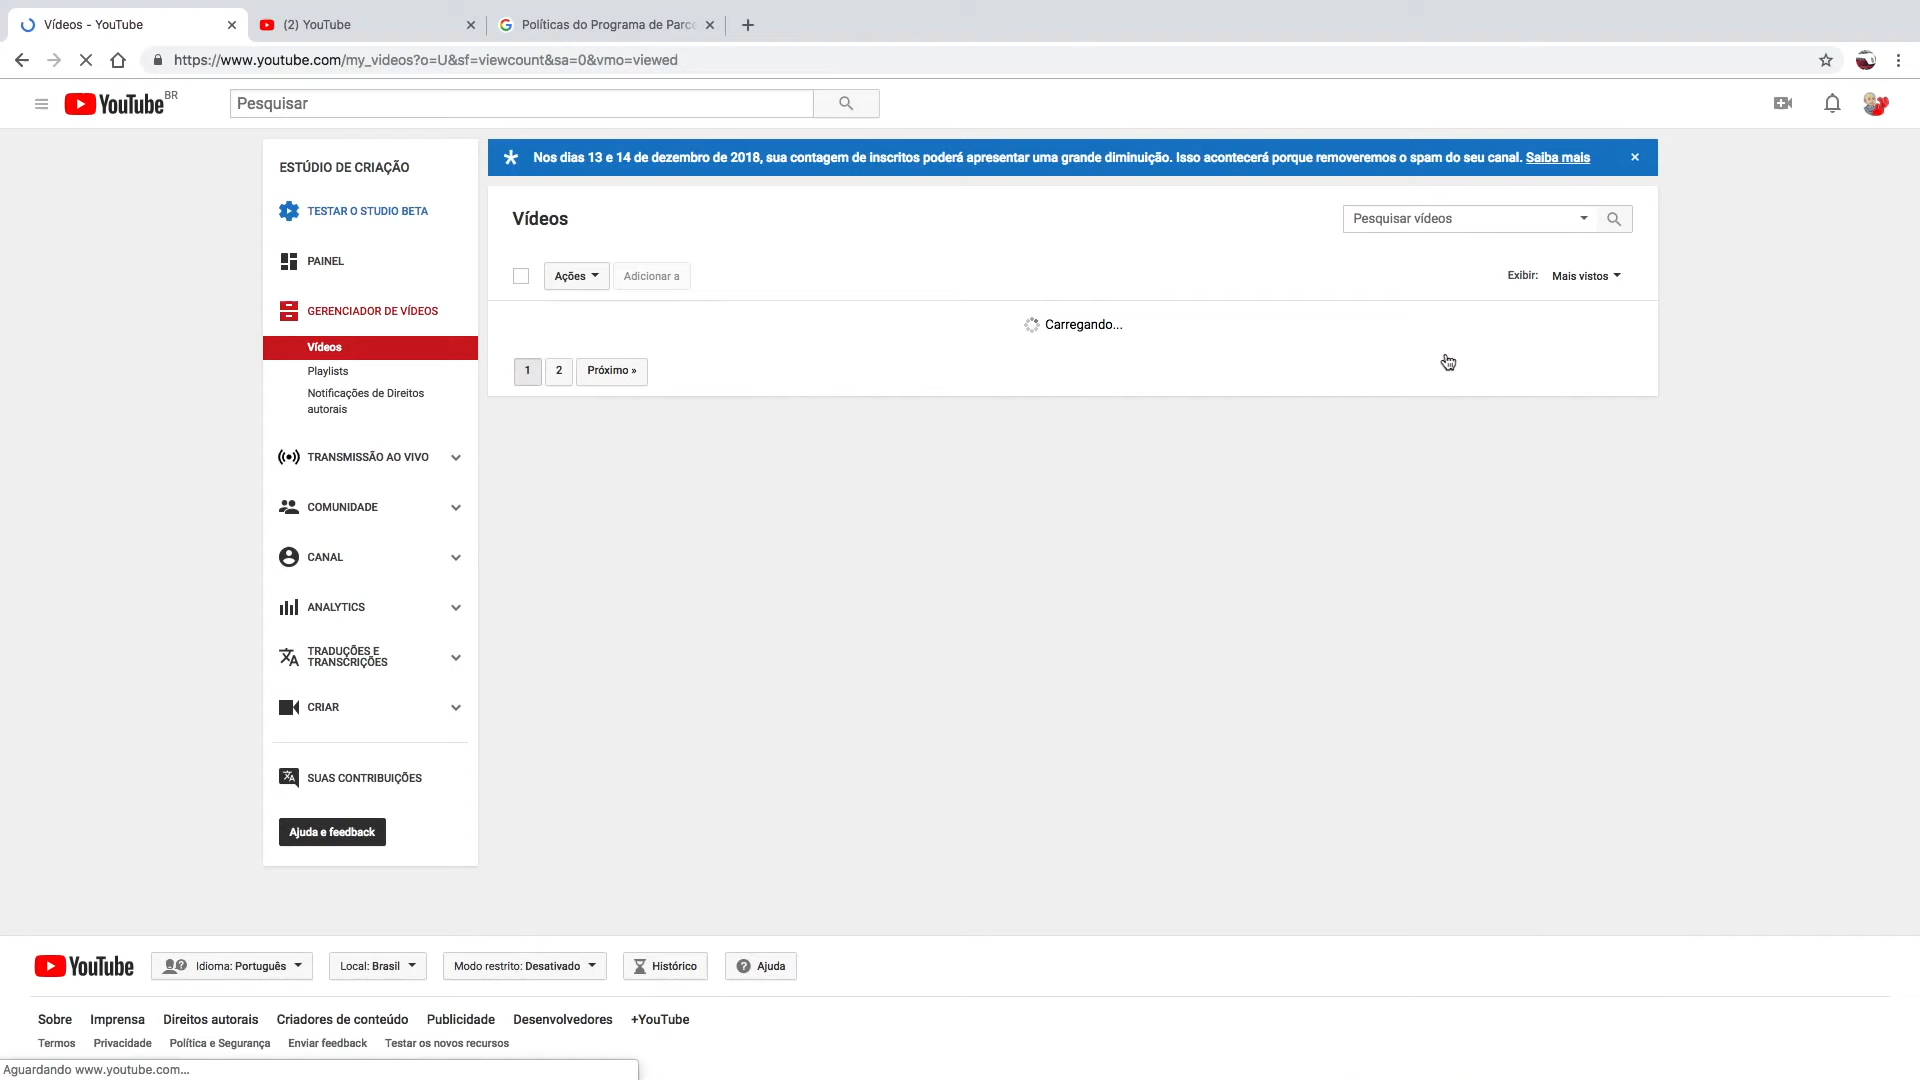 Vídeos - YouTube
(2) YouTube
Políticas do Programa de Parce
https://www.youtube.com/my_videos?o=U&sf=viewcount&sa=0&vmo=viewed
YouTube BR
Pesquisar
ESTÚDIO DE CRIAÇÃO
TESTAR O STUDIO BETA
PAINEL
GERENCIADOR DE VÍDEOS
Vídeos
Playlists
Notificações de Direitos
autorais
TRANSMISSÃO AO VIVO
COMUNIDADE
CANAL
ANALYTICS
TRADUÇÕES E
TRANSCRIÇÕES
CRIAR
SUAS CONTRIBUIÇÕES
Ajuda e feedback
Nos dias 13 e 14 de dezembro de 2018, sua contagem de inscritos poderá apresentar uma grande diminuição. Isso acontecerá porque removeremos o spam do seu canal. Saiba mais
Vídeos
Pesquisar vídeos
Ações
Adicionar a
Exibir: Mais vistos
Carregando...
1 2 Próximo »
YouTube
Idioma: Português
Local: Brasil
Modo restrito: Desativado
Histórico
Ajuda
Sobre Imprensa Direitos autorais Criadores de conteúdo Publicidade Desenvolvedores +YouTube
Termos Privacidade Política e Segurança Enviar feedback Testar os novos recursos
Aguardando www.youtube.com...